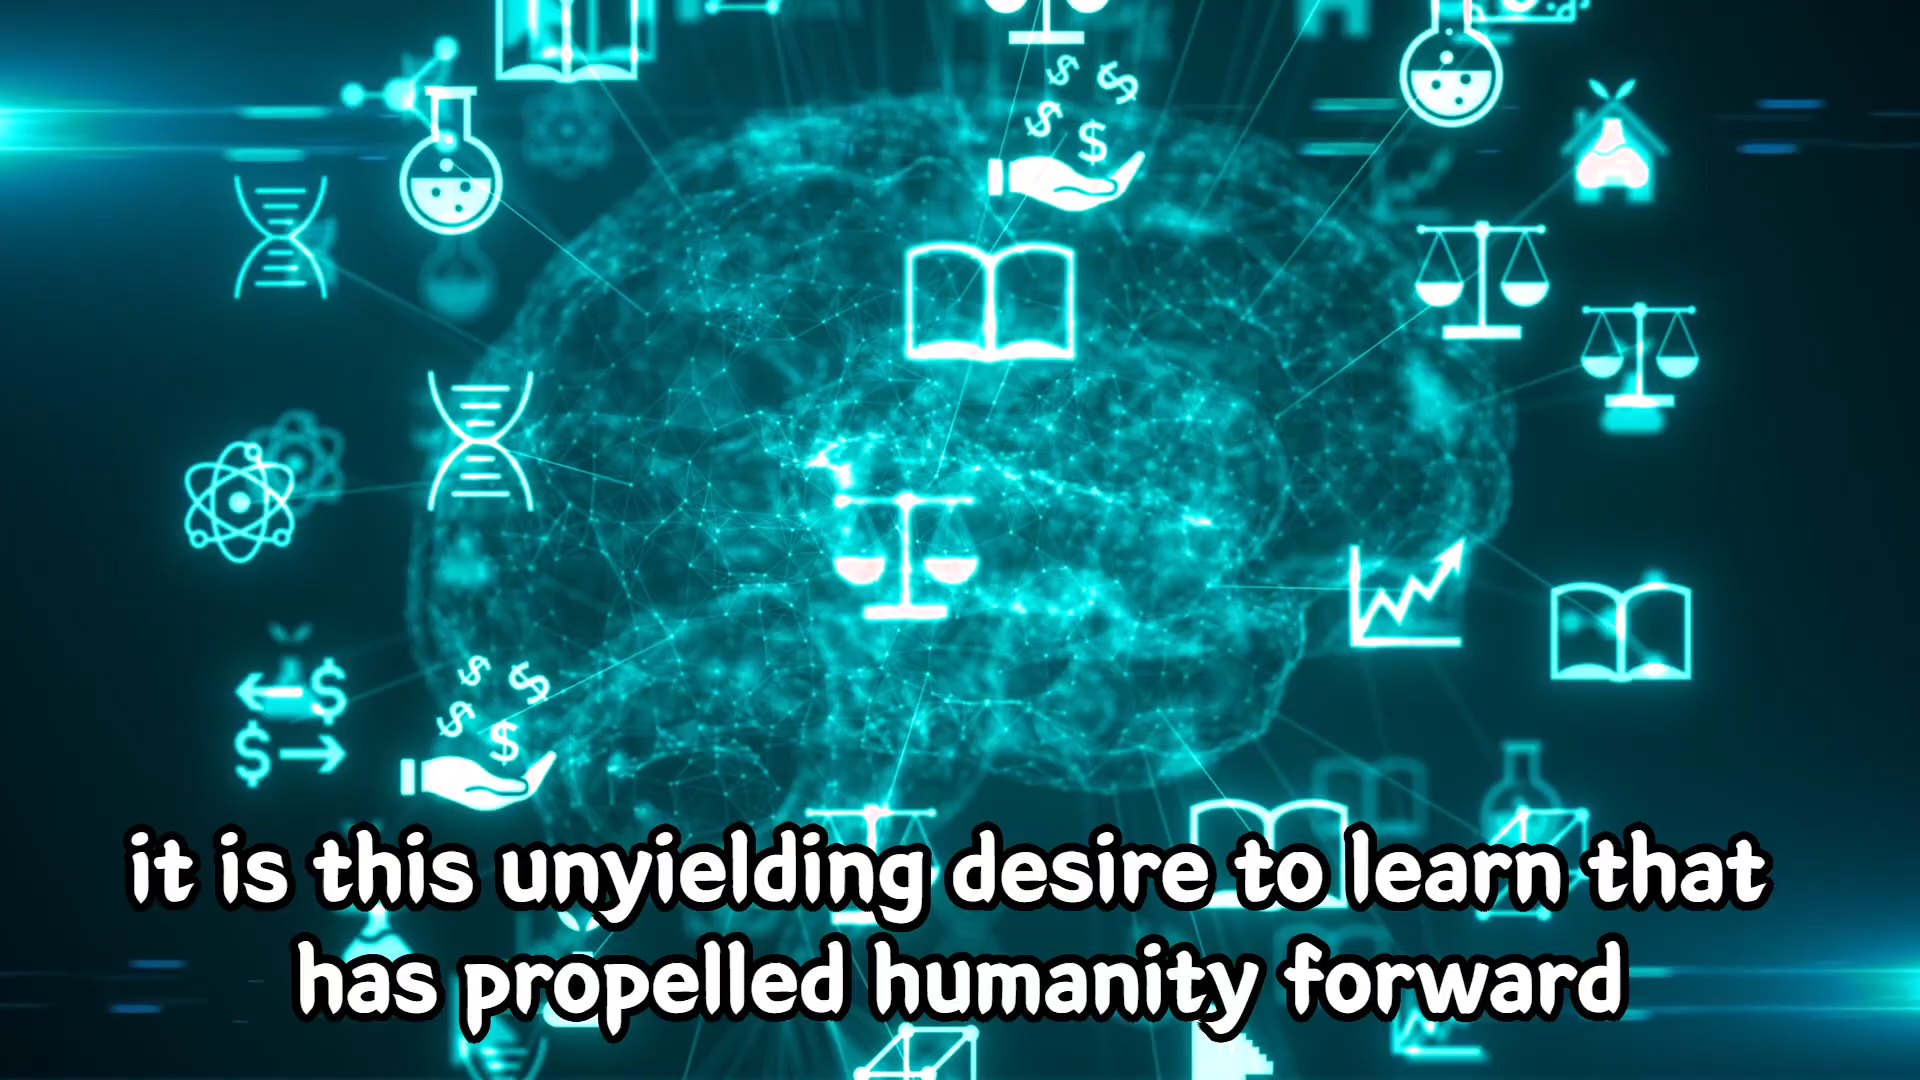 it is this unyielding desire to learn that
has propelled humanity forward